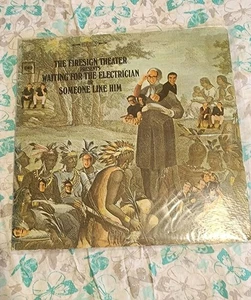 THE FIRESIGN THEATER
PRESENTS
WAITING FOR THE ELECTRICIAN
OR
SOMEONE LIKE HIM